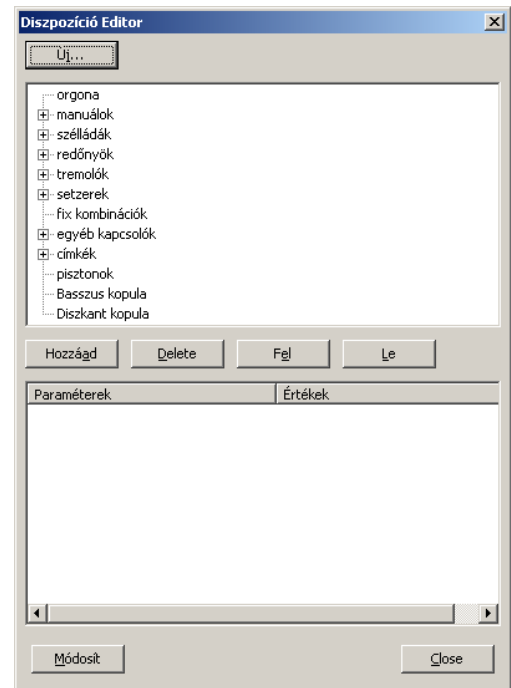 Diszpozíció Editor
Új...
orgona
manuálok
szélládák
redőnyök
tremolók
setzerek
fix kombinációk
egyéb kapcsolók
címkék
pisztonok
Basszus kopula
Diszkant kopula
Hozzáad Delete Fel Le
Paraméterek Értékek
Módosít Close